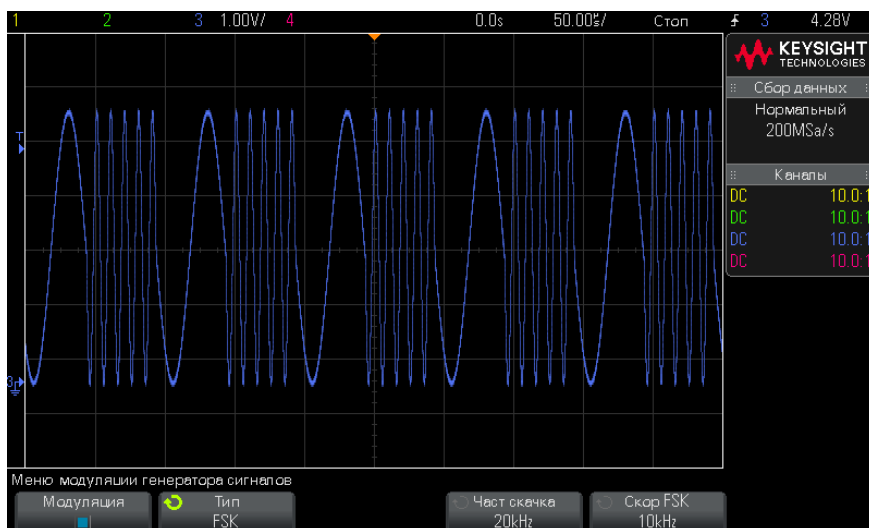 1 2 3 1.00V/ 4 0.0s 50.00µs/ Стоп 3 4.28V
KEYSIGHT
TECHNOLOGIES
Сбор данных
Нормальный
200MSa/s
Каналы
DC 10.0:1
DC 10.0:1
DC 10.0:1
DC 10.0:1
T
3
Меню модуляции генератора сигналов
Модуляция
Тип
FSK
Част скачка
20kHz
Скор FSK
10kHz